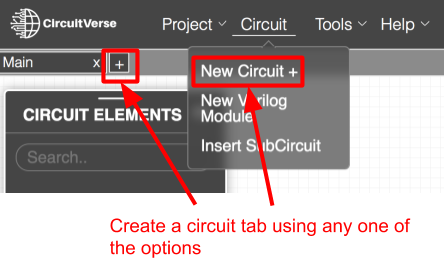 CIrcuitVerse
Project Circuit Tools Help
Main x +
New Circuit +
CIRCUIT ELEMENTS
New Verilog
Module
Search..
Insert SubCircuit
Create a circuit tab using any one of
the options